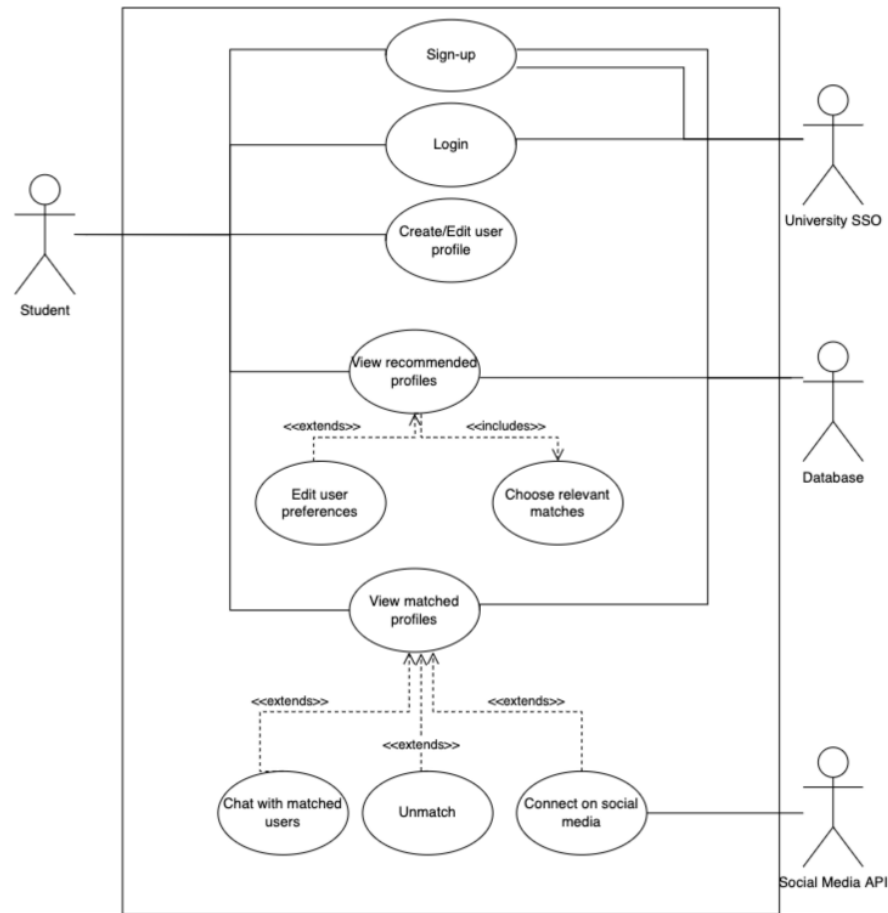 Sign-up
Login
University SSO
Create/Edit user
profile
Student
View recommended
profiles
<<extends>>
<<includes>>
Edit user
preferences
Choose relevant
matches
Database
View matched
profiles
<<extends>>
<<extends>>
<<extends>>
Chat with matched
users
Unmatch
Connect on social
media
Social Media API